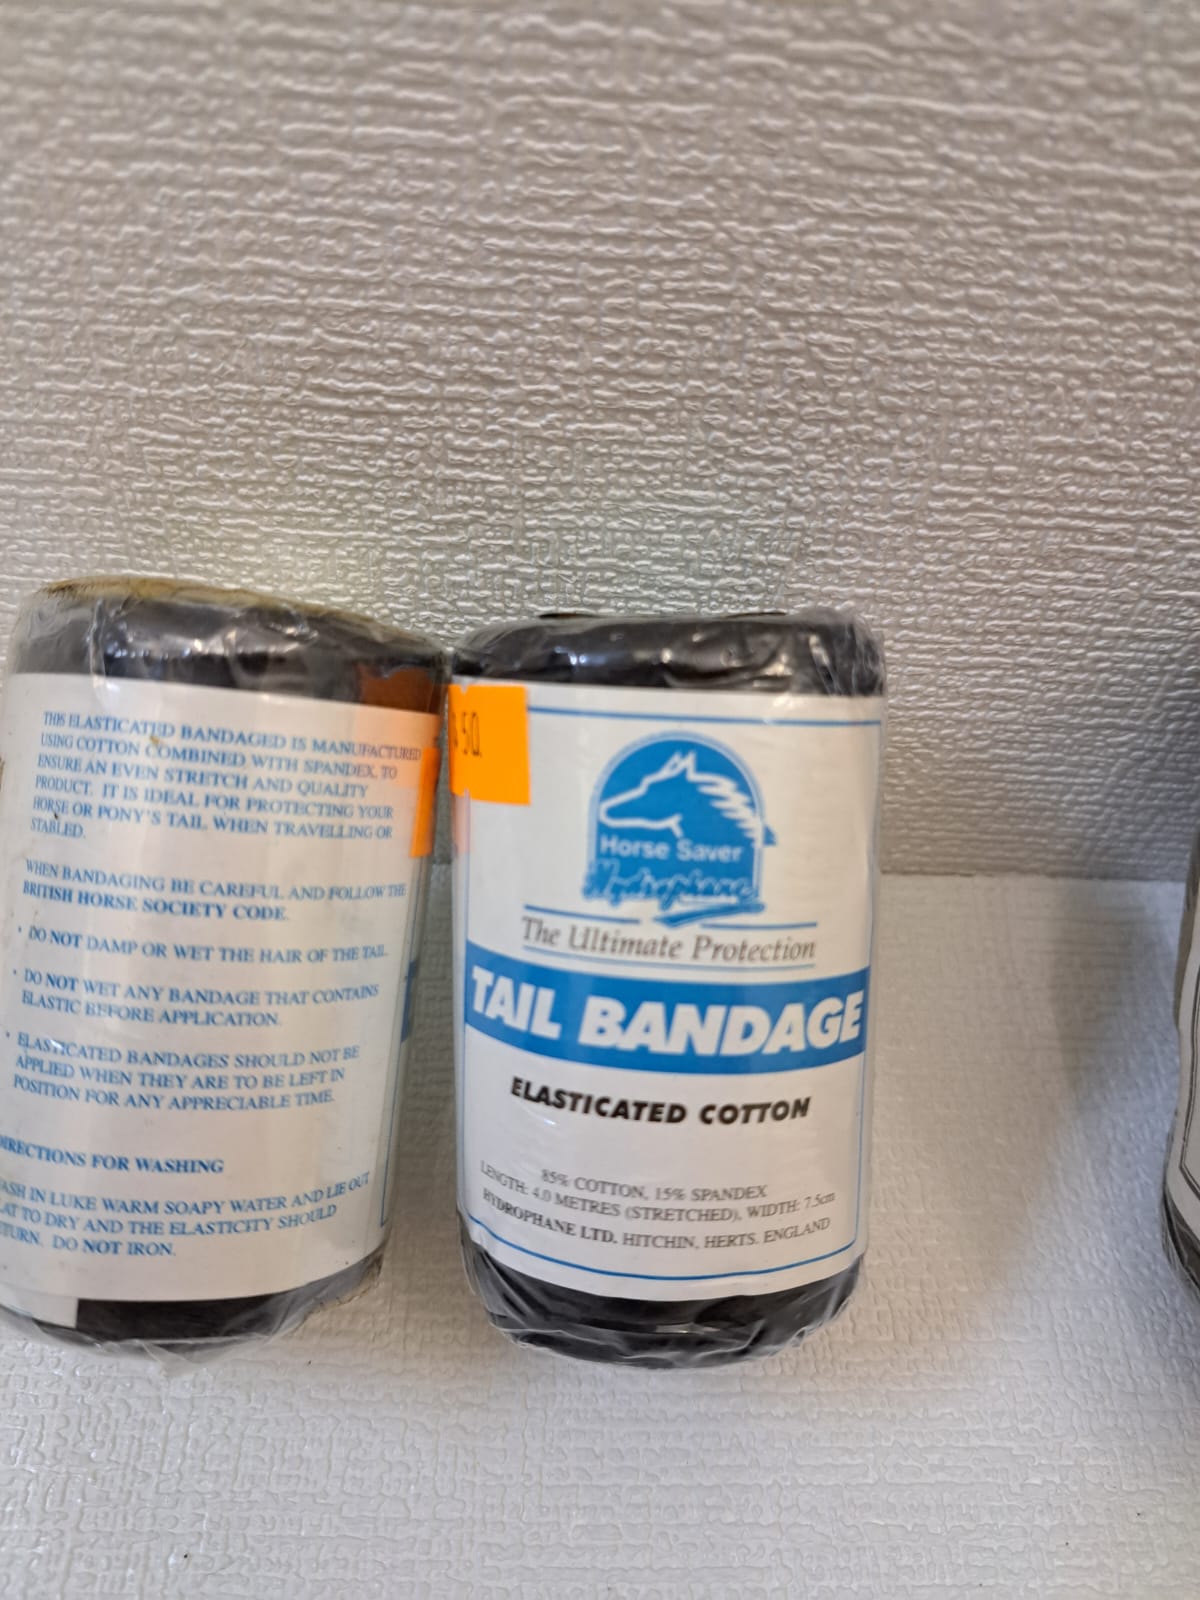 THIS ELASTICATED BANDAGED IS MANUFACTURED
USING COTTON COMBINED WITH SPANDEX, TO
ENSURE AN EVEN STRETCH AND QUALITY
PRODUCT. IT IS IDEAL FOR PROTECTING YOUR
HORSE OR PONY'S TAIL WHEN TRAVELLING OR
STABLED.
WHEN BANDAGING BE CAREFUL AND FOLLOW THE
BRITISH HORSE SOCIETY CODE.
• DO NOT DAMP OR WET THE HAIR OF THE TAIL.
• DO NOT WET ANY BANDAGE THAT CONTAINS
ELASTIC BEFORE APPLICATION.
• ELASTICATED BANDAGES SHOULD NOT BE
APPLIED WHEN THEY ARE TO BE LEFT IN
POSITION FOR ANY APPRECIABLE TIME.
DIRECTIONS FOR WASHING
WASH IN LUKE WARM SOAPY WATER AND LIE OUT
FLAT TO DRY AND THE ELASTICITY SHOULD
RETURN. DO NOT IRON.
50
Horse Saver
Hydrophane
The Ultimate Protection
TAIL BANDAGE
ELASTICATED COTTON
85% COTTON, 15% SPANDEX
LENGTH: 4.0 METRES (STRETCHED), WIDTH: 7.5cm
HYDROPHANE LTD. HITCHIN, HERTS. ENGLAND